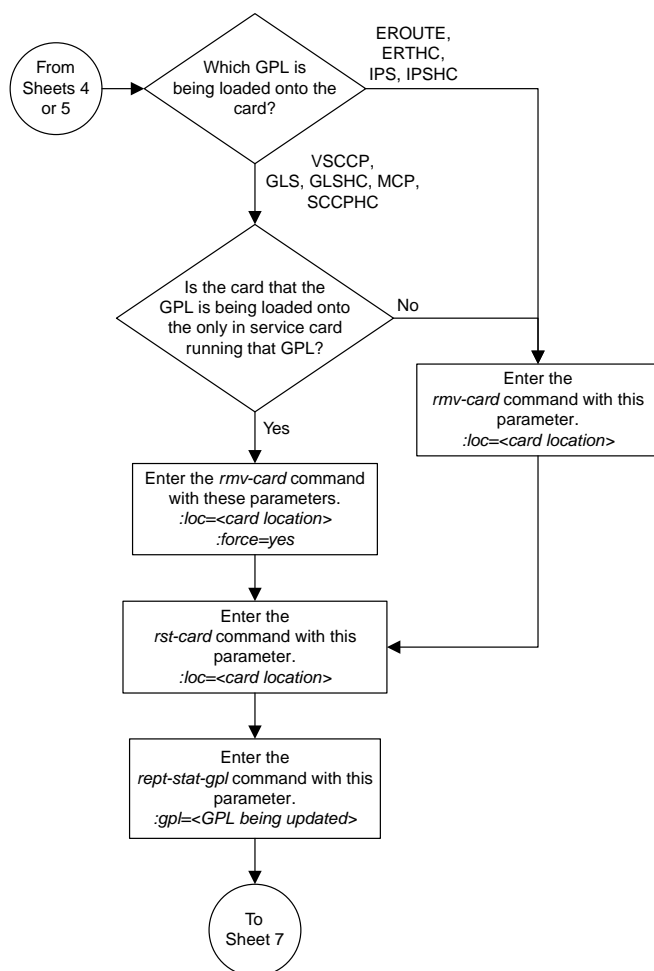 From
Sheets 4
or 5
Which GPL is
being loaded onto the
card?
EROUTE,
ERTHC,
IPS, IPSHC
VSCCP,
GLS, GLSHC, MCP,
SCCPHC
Is the card that the
GPL is being loaded onto
the only in service card
running that GPL?
No
Enter the
rmv-card command with this
parameter.
:loc=<card location>
Yes
Enter the rmv-card command
with these parameters.
:loc=<card location>
:force=yes
Enter the
rst-card command with this
parameter.
:loc=<card location>
Enter the
rept-stat-gpl command with this
parameter.
:gpl=<GPL being updated>
To
Sheet 7